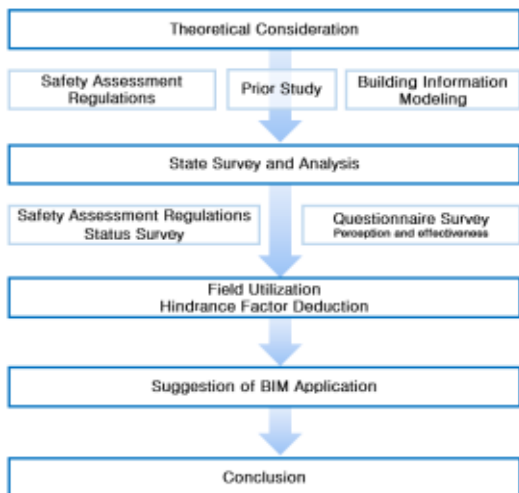 Theoretical Consideration
Safety Assessment
Regulations
Prior Study
Building Information
Modeling
State Survey and Analysis
Safety Assessment Regulations
Status Survey
Questionnaire Survey
Perception and effectiveness
Field Utilization
Hindrance Factor Deduction
Suggestion of BIM Application
Conclusion